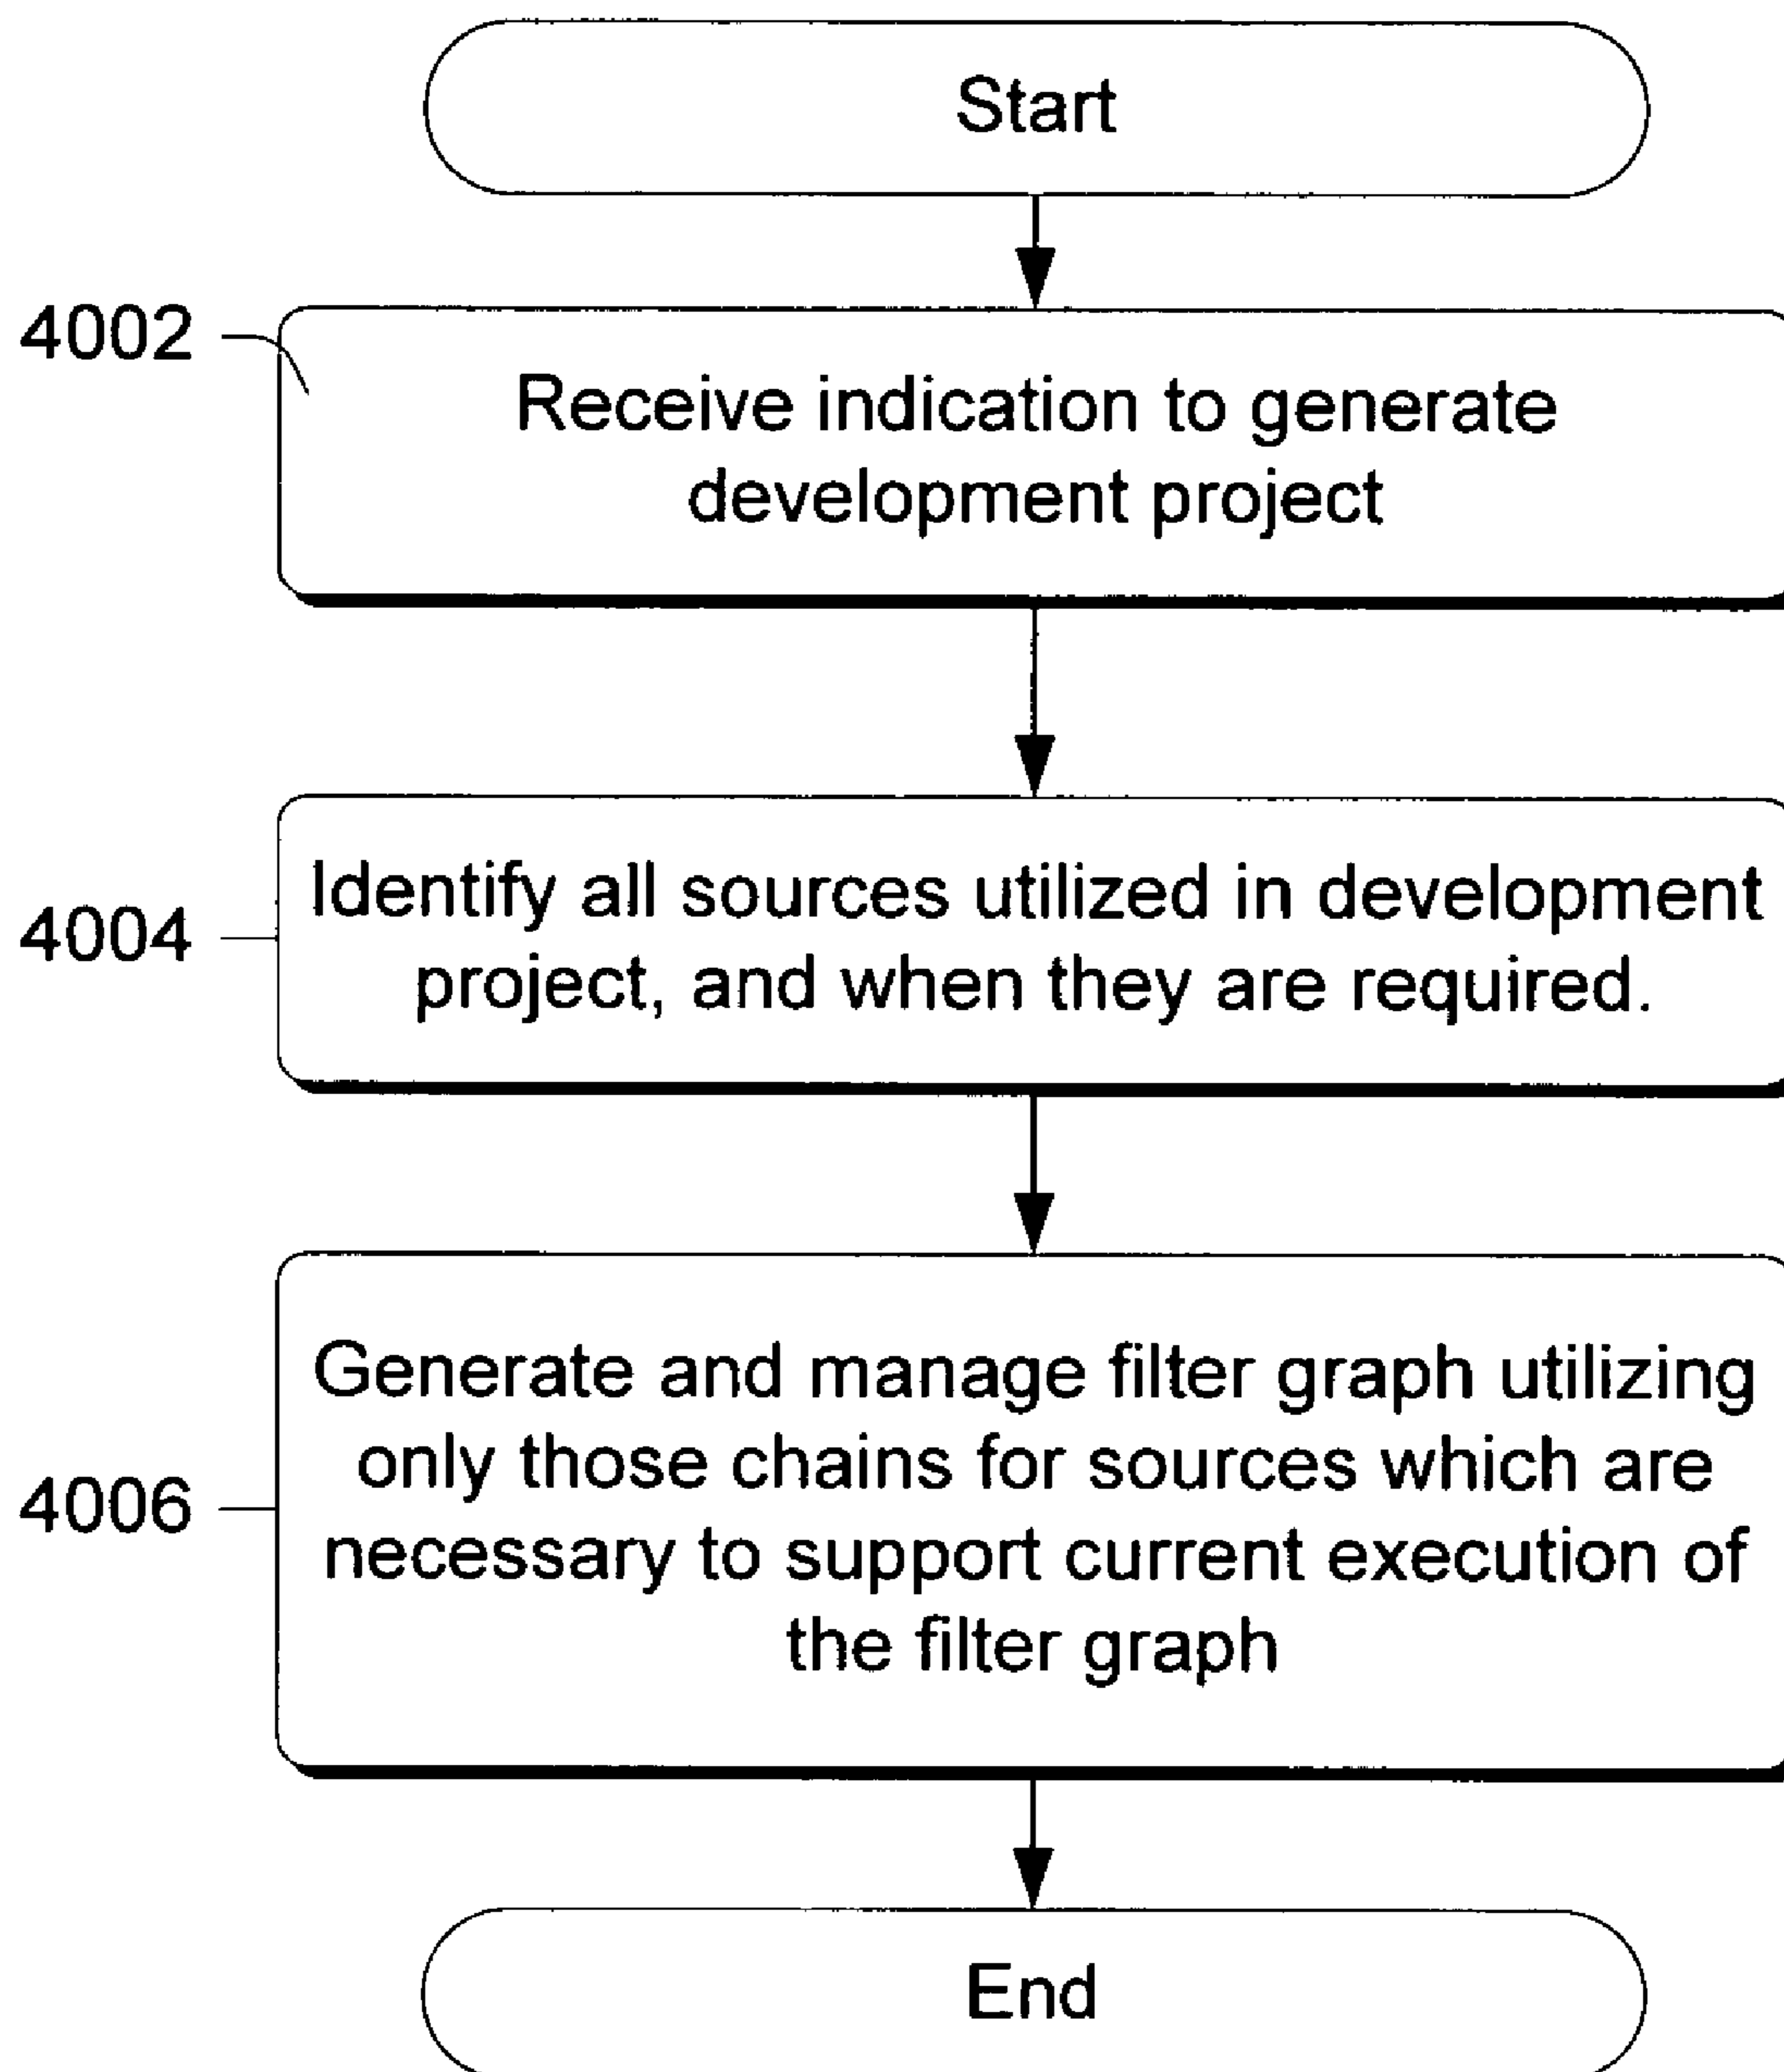 Start
4002
Receive indication to generate
development project
4004
Identify all sources utilized in development
project, and when they are required.
4006
Generate and manage filter graph utilizing
only those chains for sources which are
necessary to support current execution of
the filter graph
End